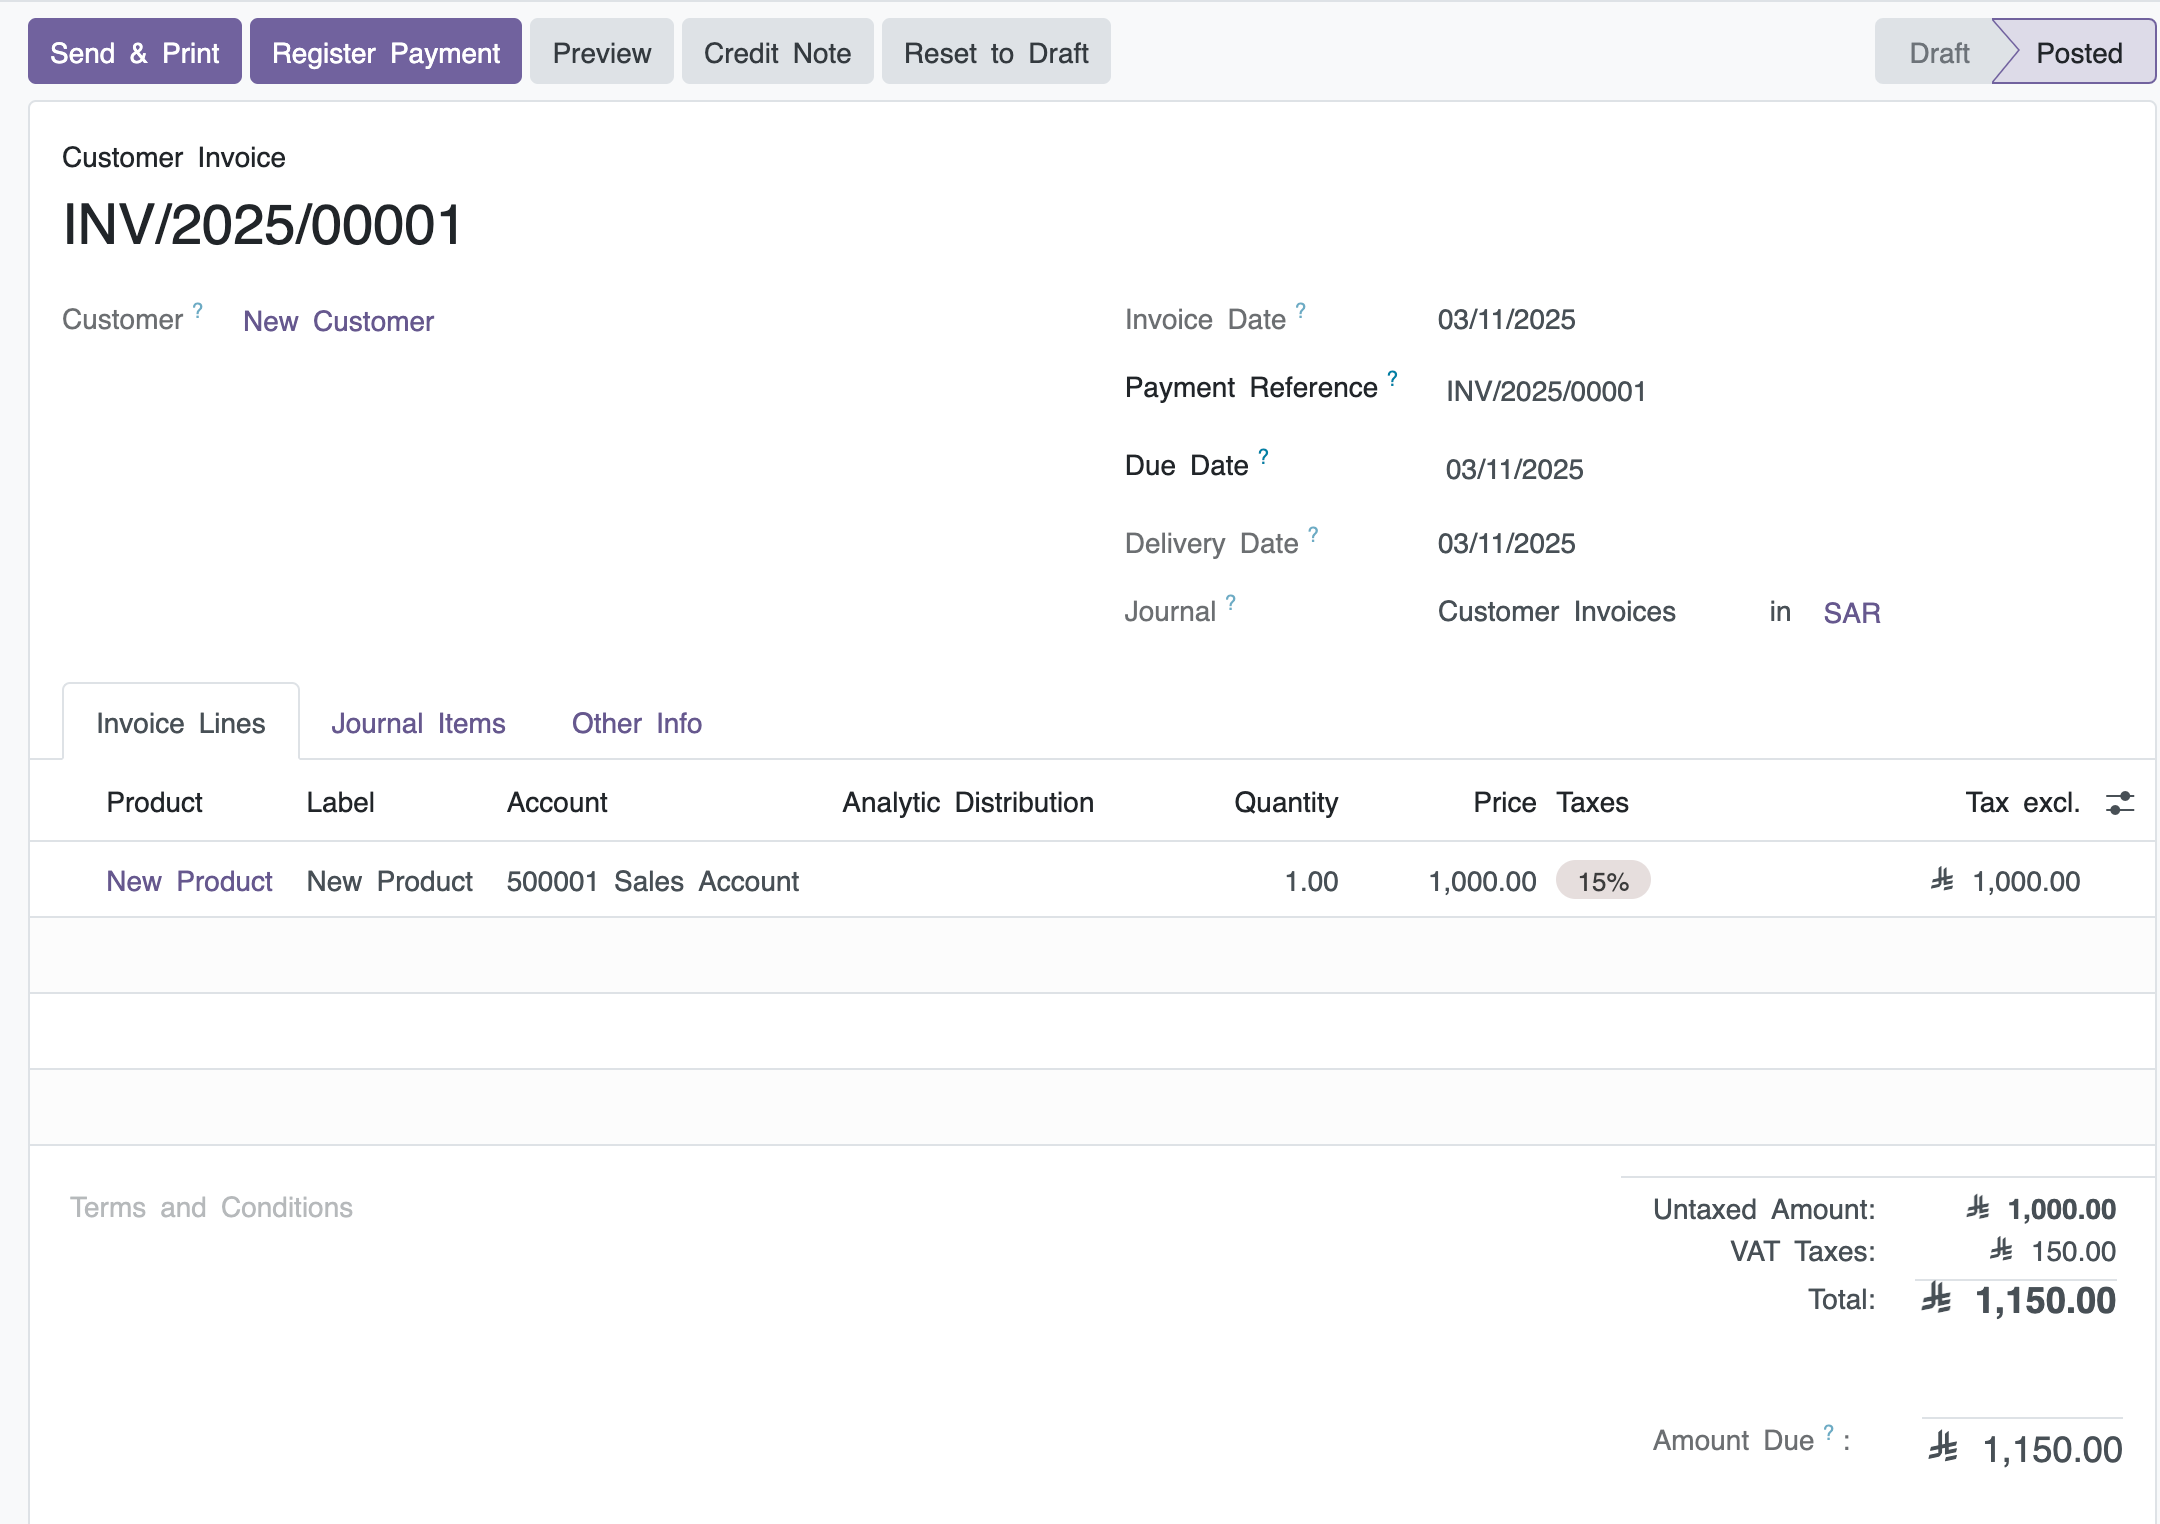 Send & Print Register Payment Preview Credit Note Reset to Draft Draft Posted
Customer Invoice
INV/2025/00001
Customer ? New Customer
Invoice Date ? 03/11/2025
Payment Reference ? INV/2025/00001
Due Date ? 03/11/2025
Delivery Date ? 03/11/2025
Journal ? Customer Invoices in SAR
Invoice Lines Journal Items Other Info
Product Label Account Analytic Distribution Quantity Price Taxes Tax excl.
New Product New Product 500001 Sales Account 1.00 1,000.00 15% ⃁ 1,000.00
Terms and Conditions
Untaxed Amount: ⃁ 1,000.00
VAT Taxes: ⃁ 150.00
Total: ⃁ 1,150.00
Amount Due ? : ⃁ 1,150.00